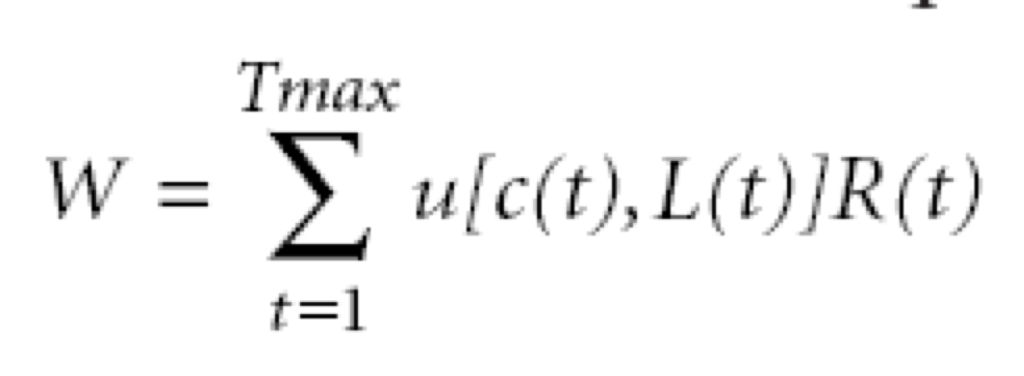 Tmax
W = ∑ u[c(t), L(t)]R(t)
t=1